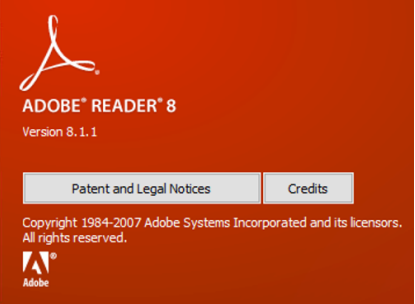 ADOBE® READER® 8
Version 8.1.1
Patent and Legal Notices
Credits
Copyright 1984-2007 Adobe Systems Incorporated and its licensors.
All rights reserved.
®
Adobe